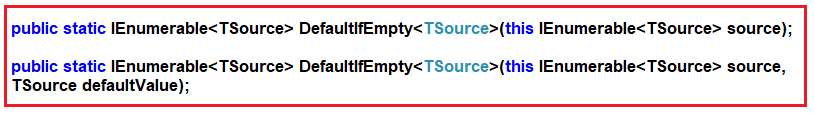 public static IEnumerable<TSource> DefaultIfEmpty<TSource>(this IEnumerable<TSource> source);
public static IEnumerable<TSource> DefaultIfEmpty<TSource>(this IEnumerable<TSource> source,
TSource defaultValue);